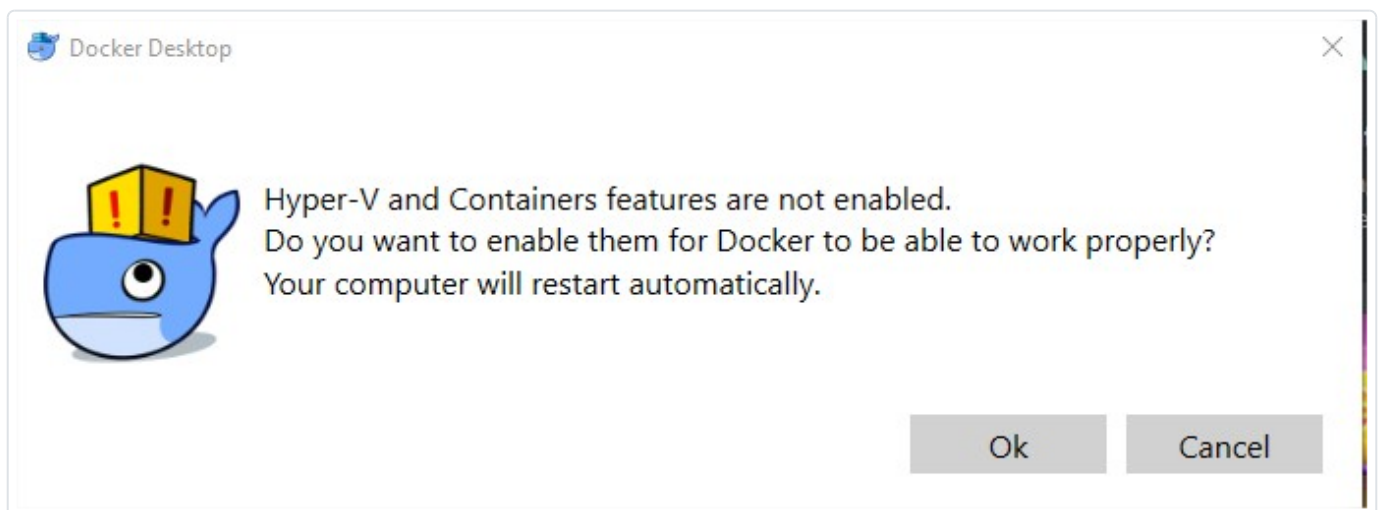 Docker Desktop
Hyper-V and Containers features are not enabled.
Do you want to enable them for Docker to be able to work properly?
Your computer will restart automatically.
Ok Cancel